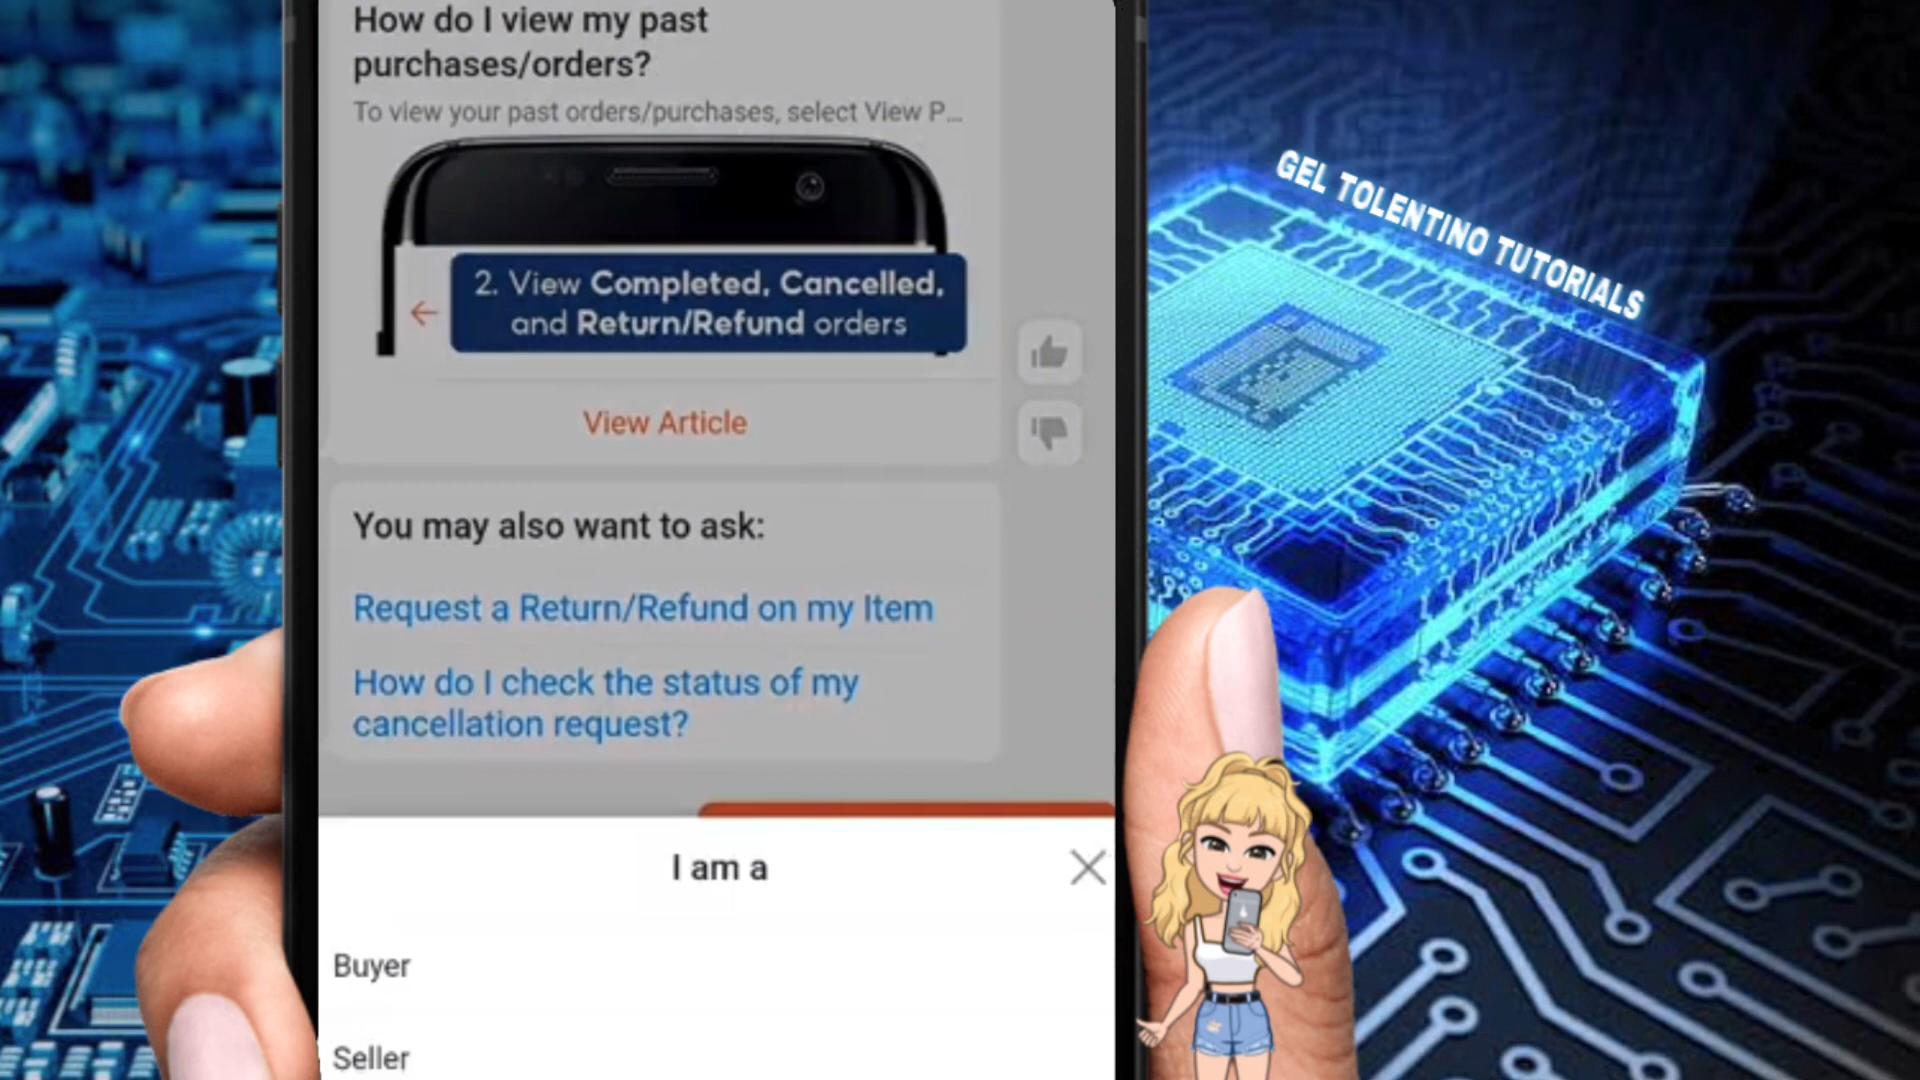 How do I view my past
purchases/orders?
To view your past orders/purchases, select View P...
2. View Completed, Cancelled,
and Return/Refund orders
View Article
You may also want to ask:
Request a Return/Refund on my Item
How do I check the status of my
cancellation request?
I am a
Buyer
Seller
GEL TOLENTINO TUTORIALS